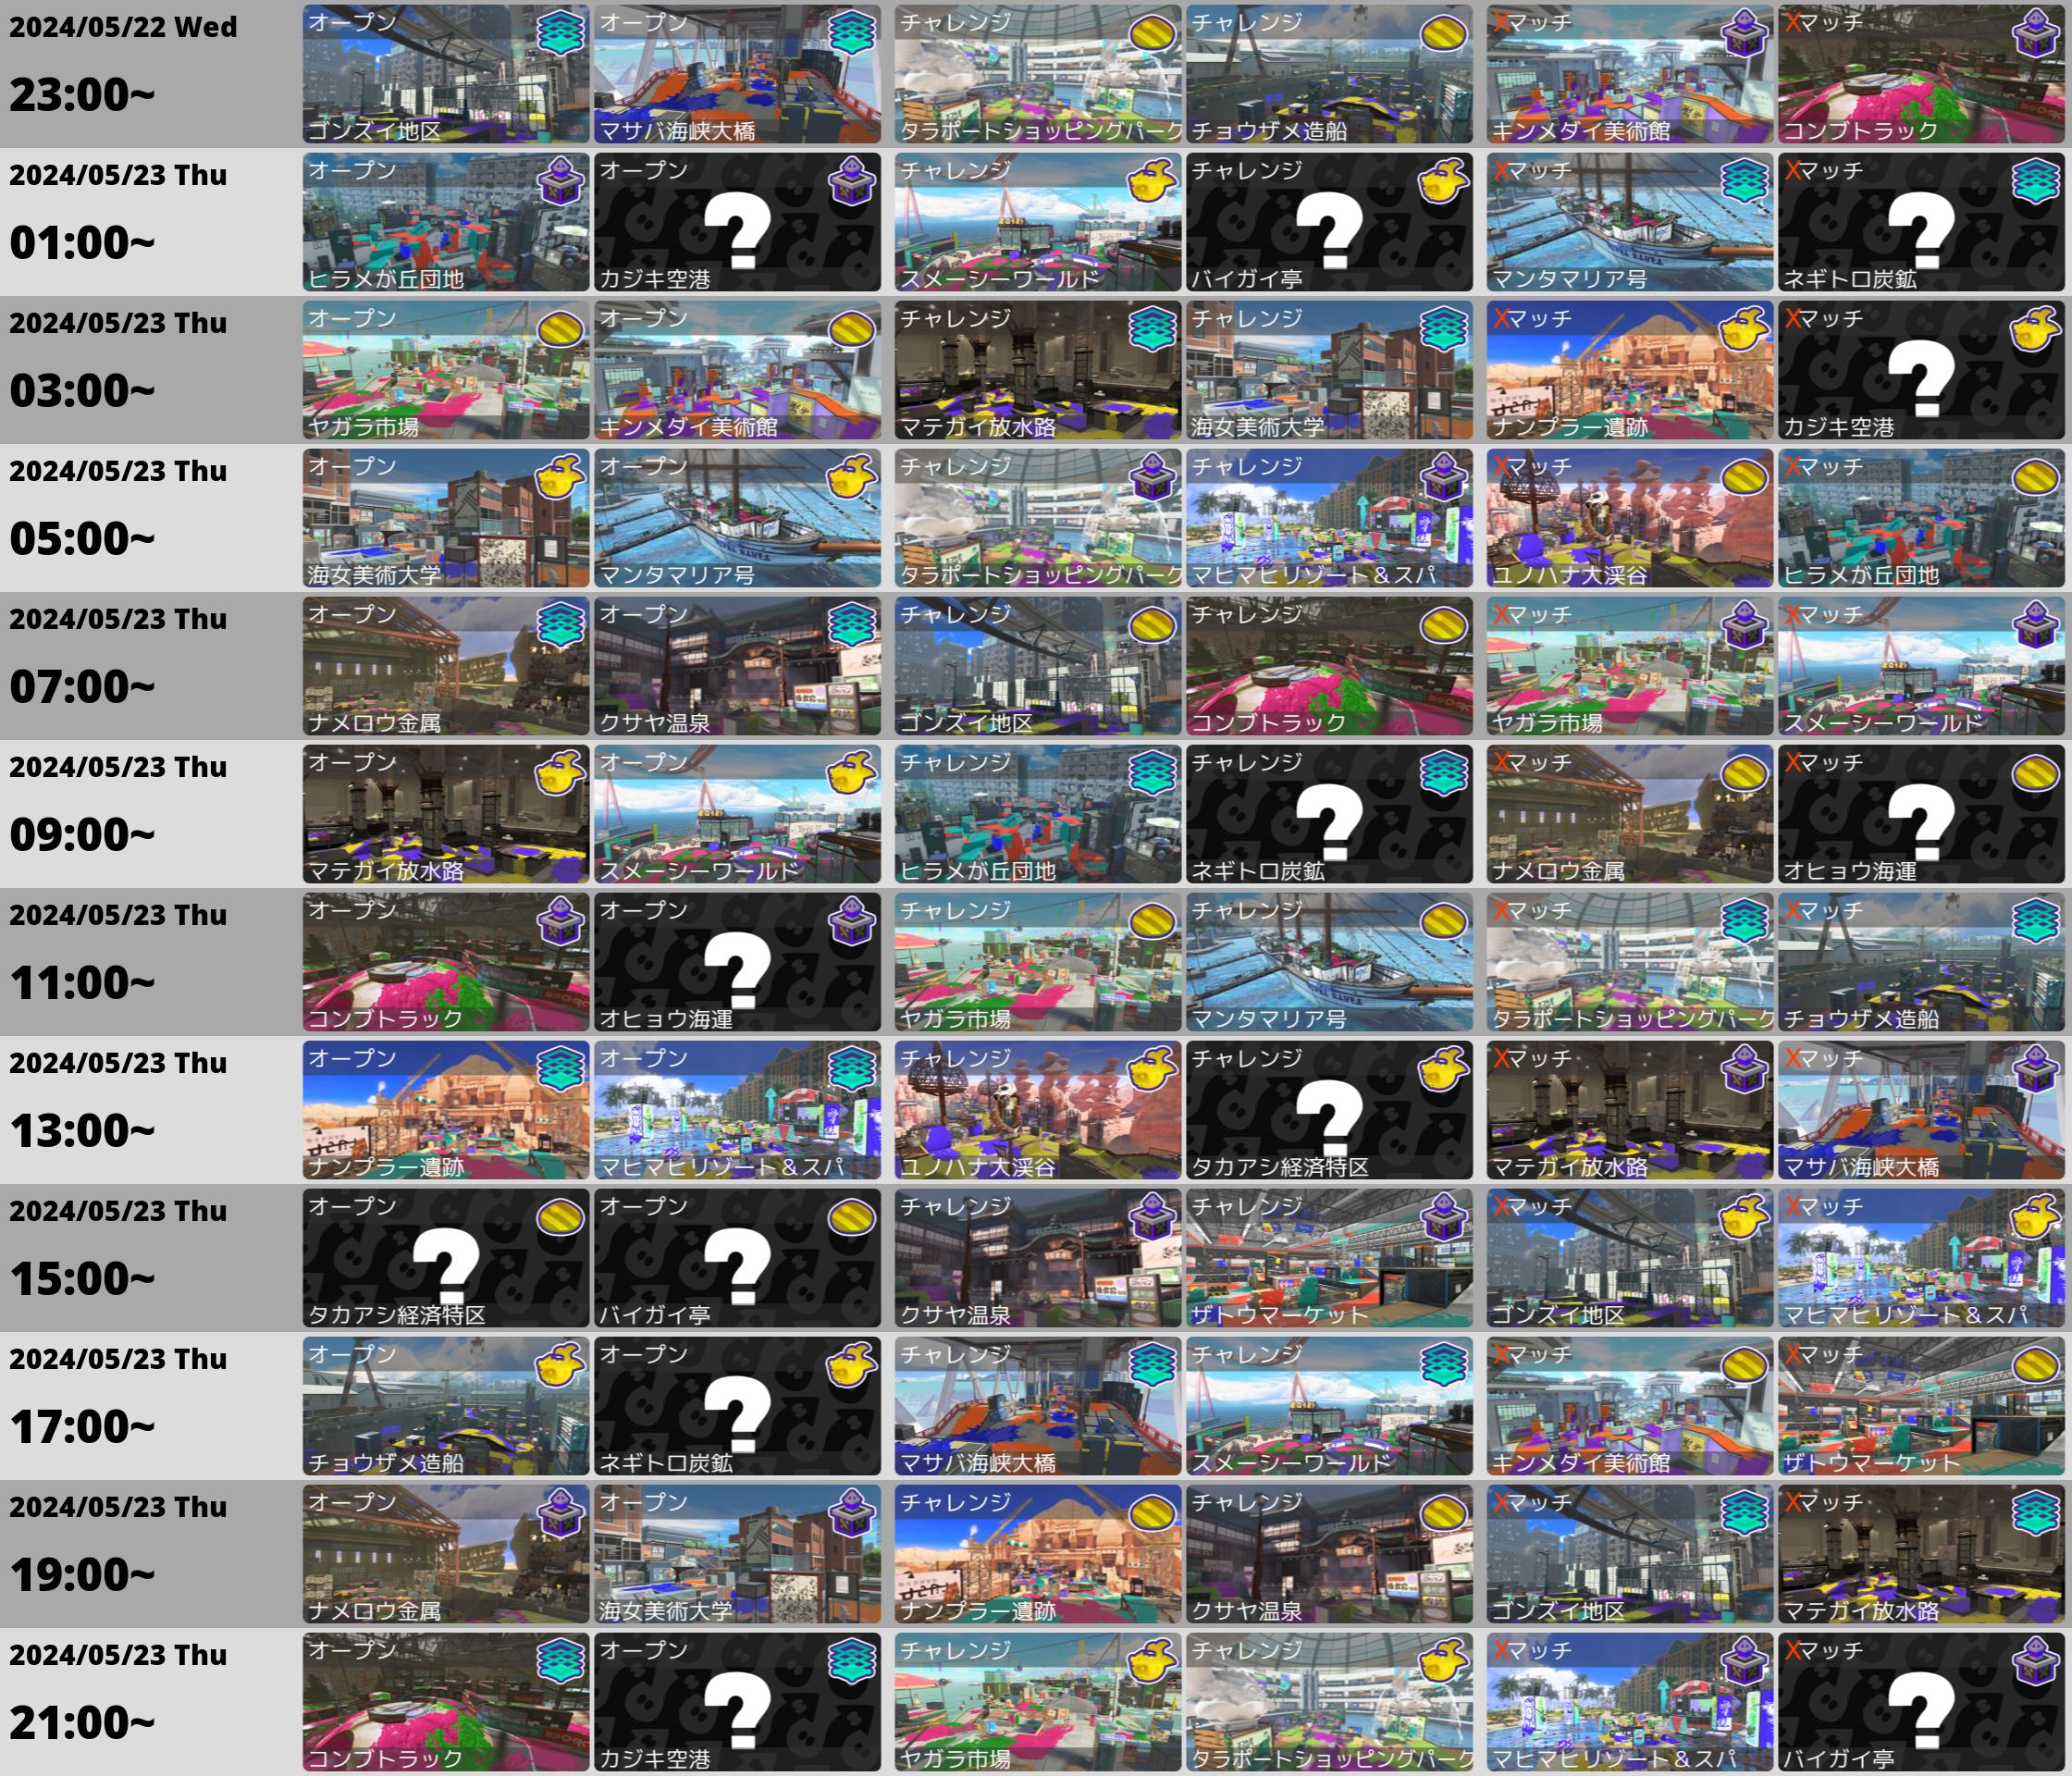 2024/05/22 Wed
23:00~
オープン オープン チャレンジ チャレンジ Xマッチ Xマッチ
ゴンズイ地区 マサバ海峡大橋 タラポートショッピングパーク チョウザメ造船 キンメダイ美術館 コンブトラック
2024/05/23 Thu
01:00~
オープン オープン チャレンジ チャレンジ Xマッチ Xマッチ
? ? ?
ヒラメが丘団地 カジキ空港 スメーシーワールド バイガイ亭 マンタマリア号 ネギトロ炭鉱
2024/05/23 Thu
03:00~
オープン オープン チャレンジ チャレンジ Xマッチ Xマッチ
?
ヤガラ市場 キンメダイ美術館 マテガイ放水路 海女美術大学 ナンプラー遺跡 カジキ空港
2024/05/23 Thu
05:00~
オープン オープン チャレンジ チャレンジ Xマッチ Xマッチ
海女美術大学 マンタマリア号 タラポートショッピングパーク マヒマヒリゾート＆スパ ユノハナ大渓谷 ヒラメが丘団地
2024/05/23 Thu
07:00~
オープン オープン チャレンジ チャレンジ Xマッチ Xマッチ
ナメロウ金属 クサヤ温泉 ゴンズイ地区 コンブトラック ヤガラ市場 スメーシーワールド
2024/05/23 Thu
09:00~
オープン オープン チャレンジ チャレンジ Xマッチ Xマッチ
? ?
マテガイ放水路 スメーシーワールド ヒラメが丘団地 ネギトロ炭鉱 ナメロウ金属 オヒョウ海運
2024/05/23 Thu
11:00~
オープン オープン チャレンジ チャレンジ Xマッチ Xマッチ
?
コンブトラック オヒョウ海運 ヤガラ市場 マンタマリア号 タラポートショッピングパーク チョウザメ造船
2024/05/23 Thu
13:00~
オープン オープン チャレンジ チャレンジ Xマッチ Xマッチ
?
ナンプラー遺跡 マヒマヒリゾート＆スパ ユノハナ大渓谷 タカアシ経済特区 マテガイ放水路 マサバ海峡大橋
2024/05/23 Thu
15:00~
オープン オープン チャレンジ チャレンジ Xマッチ Xマッチ
? ?
タカアシ経済特区 バイガイ亭 クサヤ温泉 ザトウマーケット ゴンズイ地区 マヒマヒリゾート＆スパ
2024/05/23 Thu
17:00~
オープン オープン チャレンジ チャレンジ Xマッチ Xマッチ
?
チョウザメ造船 ネギトロ炭鉱 マサバ海峡大橋 スメーシーワールド キンメダイ美術館 ザトウマーケット
2024/05/23 Thu
19:00~
オープン オープン チャレンジ チャレンジ Xマッチ Xマッチ
ナメロウ金属 海女美術大学 ナンプラー遺跡 クサヤ温泉 ゴンズイ地区 マテガイ放水路
2024/05/23 Thu
21:00~
オープン オープン チャレンジ チャレンジ Xマッチ Xマッチ
? ?
コンブトラック カジキ空港 ヤガラ市場 タラポートショッピングパーク マヒマヒリゾート＆スパ バイガイ亭